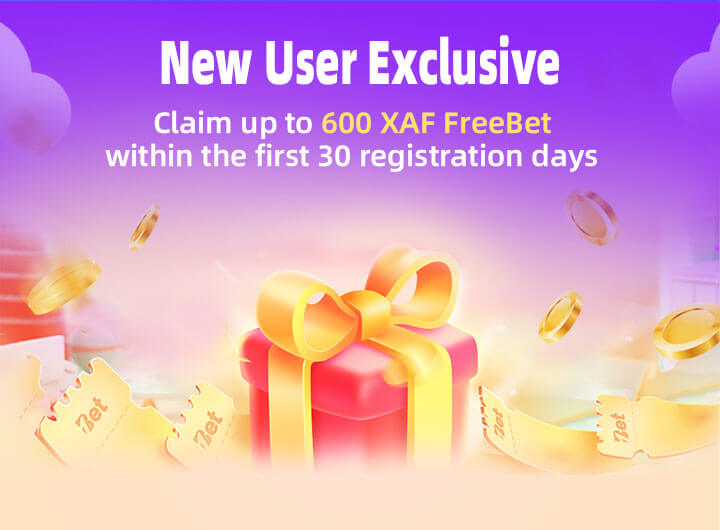 New User Exclusive
Claim up to 600 XAF FreeBet
within the first 30 registration days
Bet
Bet
Bet
Bet